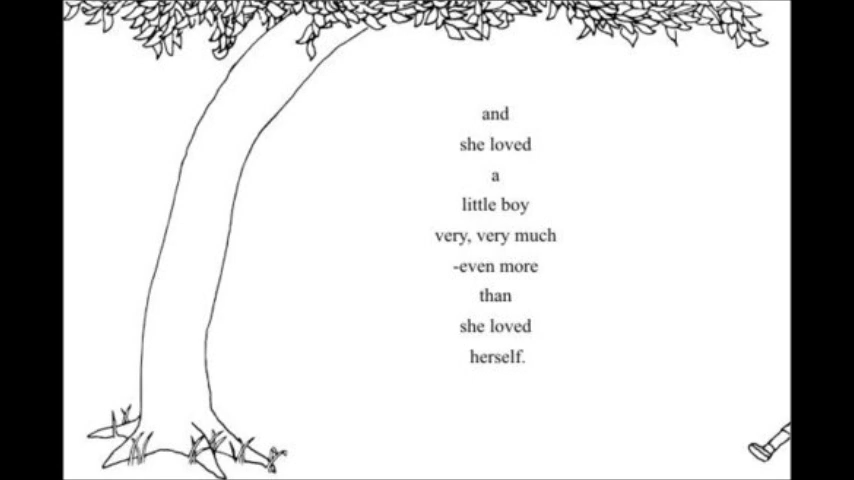 and
she loved
a
little boy
very, very much
-even more
than
she loved
herself.